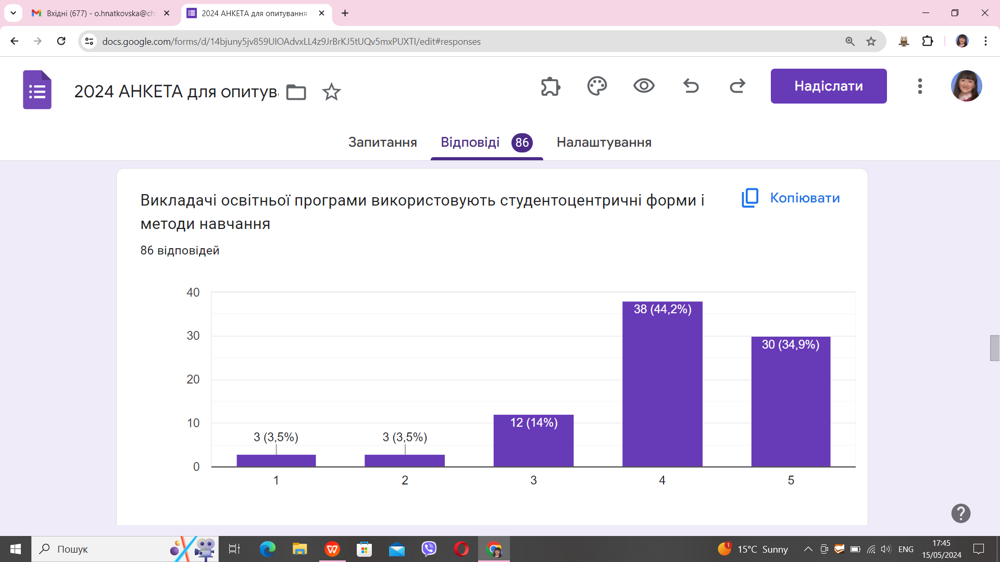 Вхідні (677) - o.hnatkovska@ch
2024 АНКЕТА для опитування
docs.google.com/forms/d/14bjuny5jv859UIOAdvxLL4z9JrBrKJ5tUQv5mxPUXTI/edit#responses
2024 АНКЕТА для опитув
Надіслати
Запитання Відповіді 86 Налаштування
Викладачі освітньої програми використовують студентоцентричні форми і
методи навчання
Копіювати
86 відповідей
40
30
20
10
0
3 (3,5%)
3 (3,5%)
12 (14%)
38 (44,2%)
30 (34,9%)
1 2 3 4 5
Пошук
1
15°C Sunny
ENG
17:45
15/05/2024